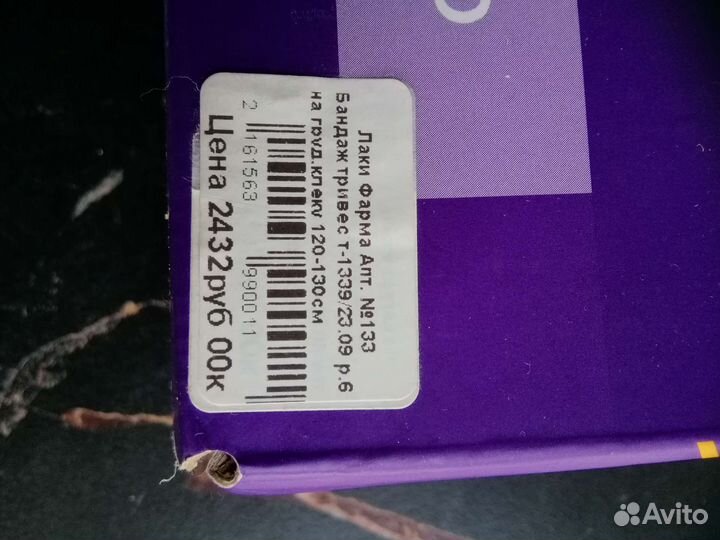 Лаки Фарма Апт. №133
Бандаж тривес т-1339/23.09 р.6
на груд.клеку 120-130см
2 161563 990011
Цена 2432руб 00к
Avito